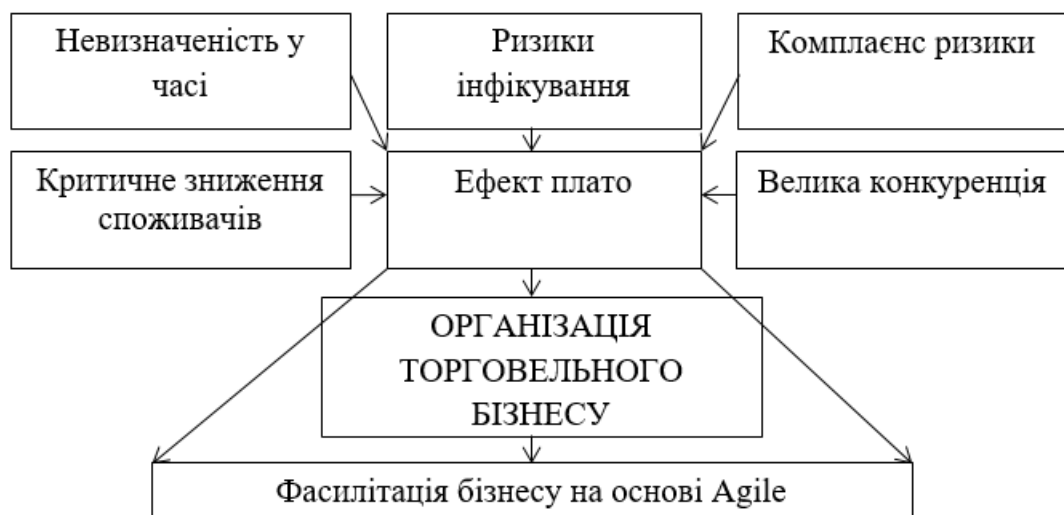 Невизначеність у
часі
Ризики
інфікування
Комплаєнс ризики
Критичне зниження
споживачів
Ефект плато
Велика конкуренція
ОРГАНІЗАЦІЯ
ТОРГОВЕЛЬНОГО
БІЗНЕСУ
Фасилітація бізнесу на основі Agile